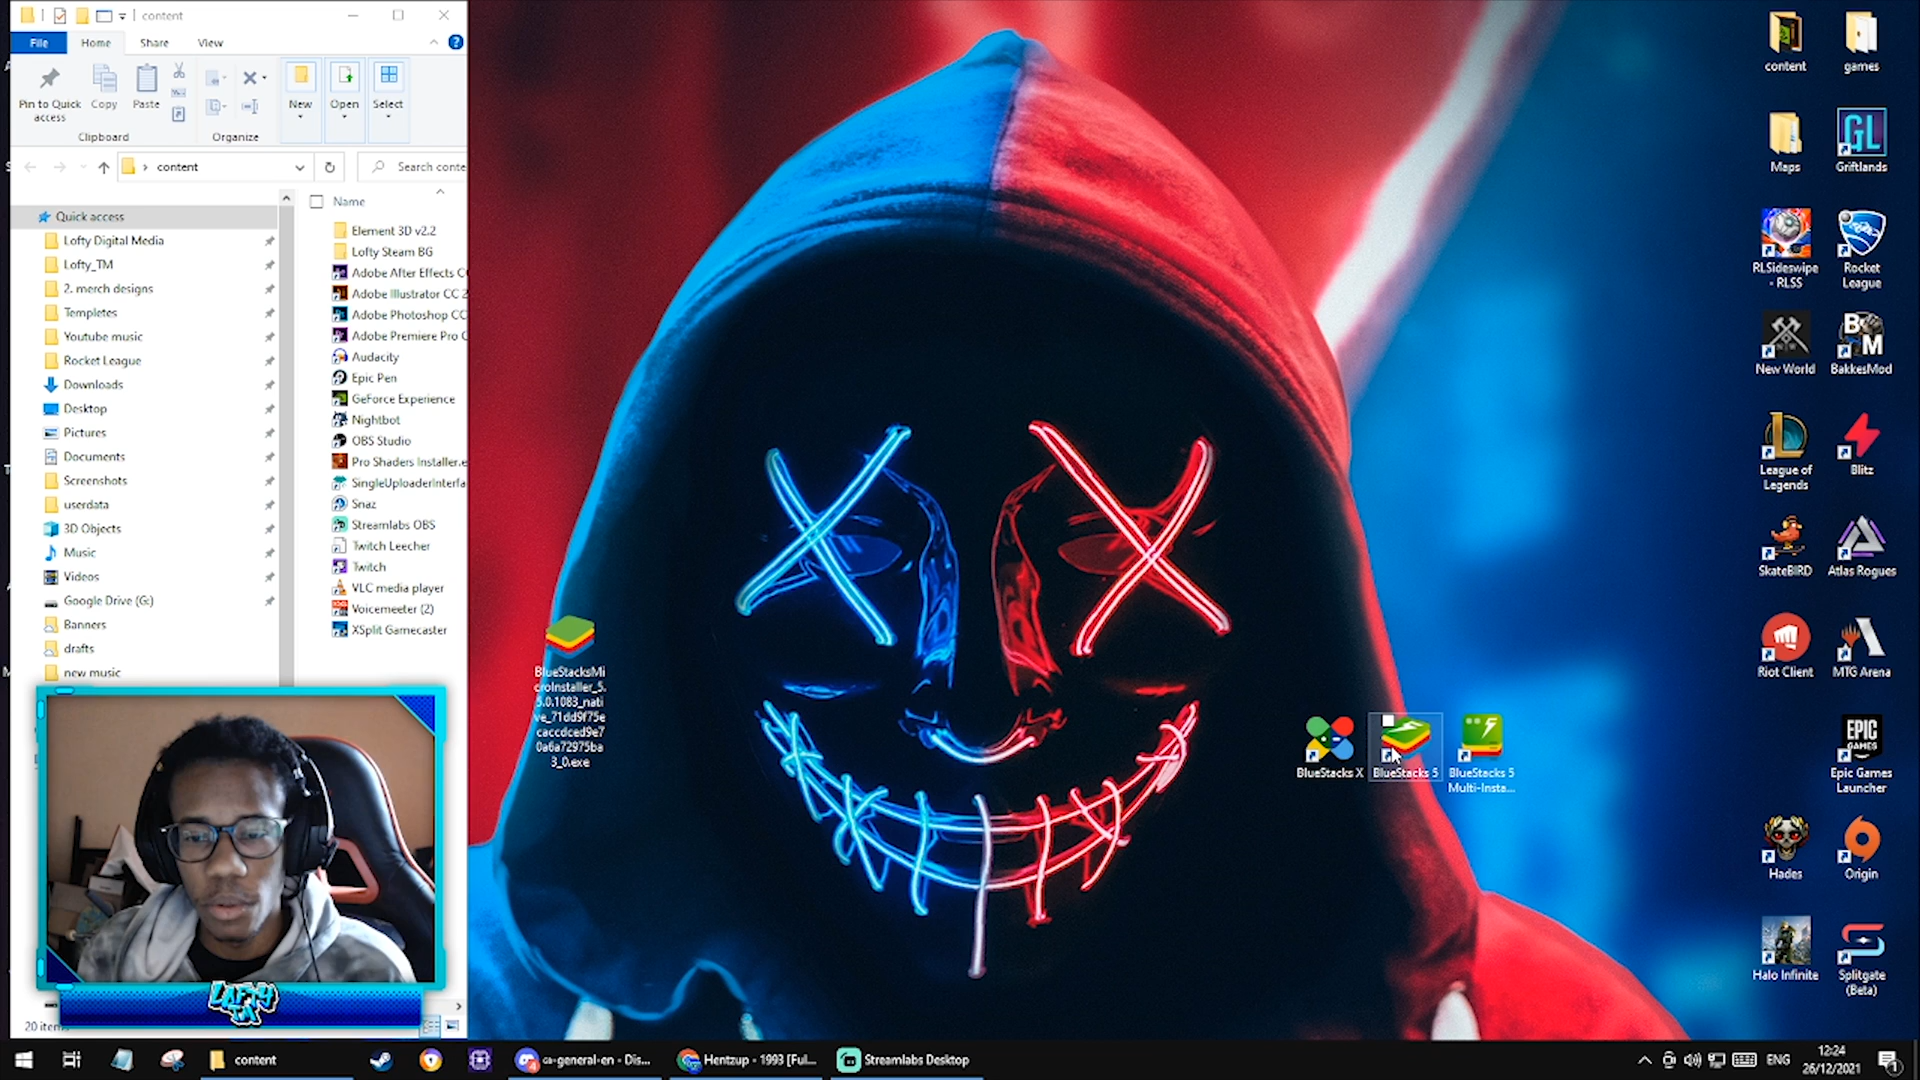 content
File
Home
Share
View
Pin to Quick access
Copy
Paste
New
Open
Select
Clipboard
Organize
content
Search conte
Name
Quick access
Lofty Digital Media
Lofty_TM
2. merch designs
Templetes
Youtube music
Rocket League
Downloads
Desktop
Pictures
Documents
Screenshots
userdata
3D Objects
Music
Videos
Google Drive (G:)
Banners
drafts
new music
Element 3D v2.2
Lofty Steam BG
Adobe After Effects C
Adobe Illustrator CC 2
Adobe Photoshop CC
Adobe Premiere Pro C
Audacity
Epic Pen
GeForce Experience
Nightbot
OBS Studio
Pro Shaders Installer.e
SingleUploaderInterfa
Snaz
Streamlabs OBS
Twitch Leecher
Twitch
VLC media player
Voicemeeter (2)
XSplit Gamecaster
20 item
BlueStacksMi
croInstaller_5.
5.0.1083_nati
ve_71dd9f75e
caccdced9e7
0a6a72975ba
3_0.exe
BlueStacks X
BlueStacks 5
BlueStacks 5
Multi-Insta...
content
games
Maps
GL
Griftlands
RLSideswipe
- RLSS
Rocket
League
New World
BM
BakkesMod
League of
Legends
Blitz
SkateBIRD
Atlas Rogues
Riot Client
MTG Arena
EPIC
GAMES
Epic Games
Launcher
Hades
Origin
Halo Infinite
Splitgate
(Beta)
content
general-en - Dis...
Hentzup - 1993 [Ful...
Streamlabs Desktop
ENG
12:24
26/12/2021